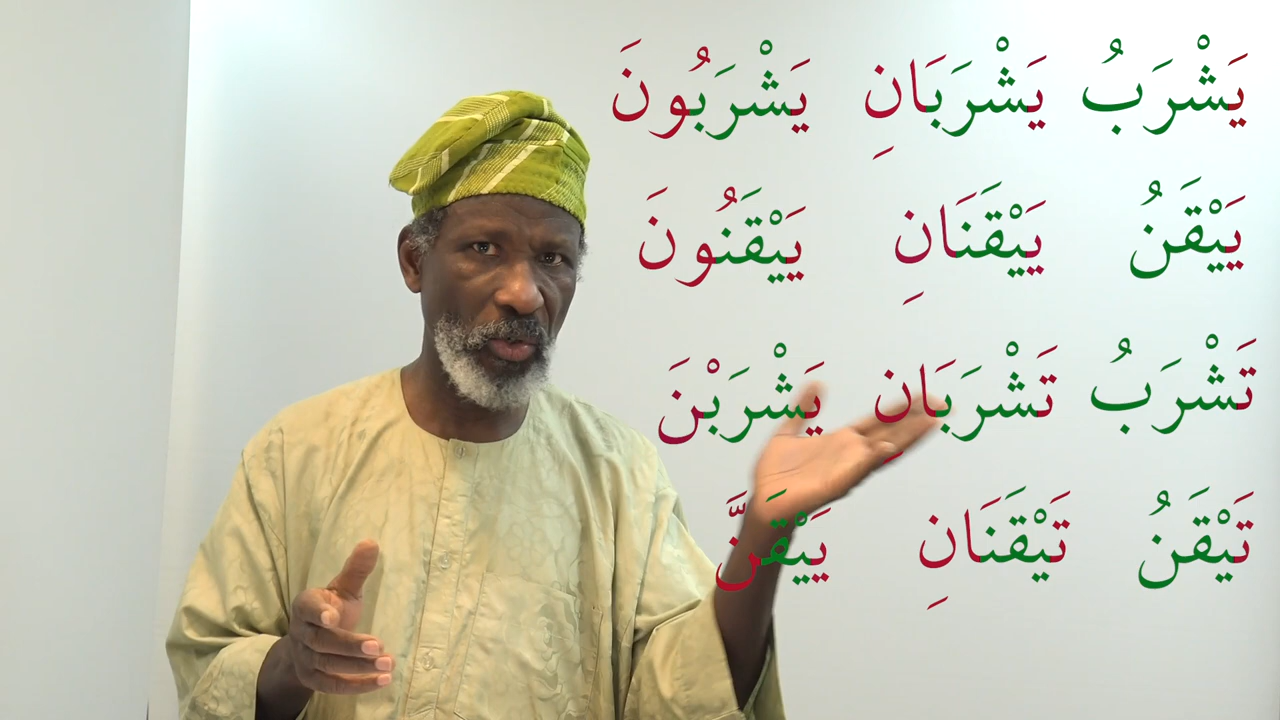 يَشْرَبُ يَشْرَبَانِ يَشْرَبُونَ
يَيْقَنُ يَيْقَنَانِ يَيْقَنُونَ
تَشْرَبُ تَشْرَبَانِ يَشْرَبْنَ
تَيْقَنُ تَيْقَنَانِ يَيْقَنَّ